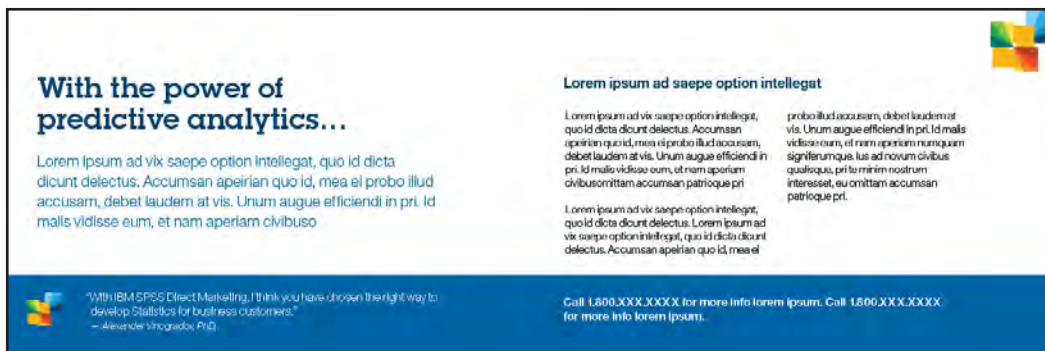 With the power of
predictive analytics...
Lorem ipsum ad vix saepe option intellegat, quo id dicta
dicunt delectus. Accumsan apeirian quo id, mea ei probo illud
accusam, debet laudem at vis. Unum augue efficiendi in pri. Id
malis vidisse eum, et nam aperiam civibuso
Lorem ipsum ad saepe option intellegat
Lorem ipsum ad vix saepe option intellegat,
quo id dicta dicunt delectus. Accumsan
apeirian quo id, mea ei probo illud accusam,
debet laudem at vis. Unum augue efficiendi in
pri. Id malis vidisse eum, et nam aperiam
civibusomittam accumsan patrioque pri
Lorem ipsum ad vix saepe option intellegat,
quo id dicta dicunt delectus. Lorem ipsum ad
vix saepe option intellegat, quo id dicta dicunt
delectus. Accumsan apeirian quo id, mea ei
probo illud accusam, debet laudem at
vis. Unum augue efficiendi in pri. Id malis
vidisse eum, et nam aperiam numquam
signiferumque. Ius ad novum civibus
qualisque, pri te minim nostrum
interesset, eu omittam accumsan
patrioque pri.
"With IBM SPSS Direct Marketing, I think you have chosen the right way to
develop Statistics for business customers."
— Alexander Vinogradov, PhD
Call 1.800.XXX.XXXX for more info lorem ipsum. Call 1.800.XXX.XXXX
for more info lorem ipsum.